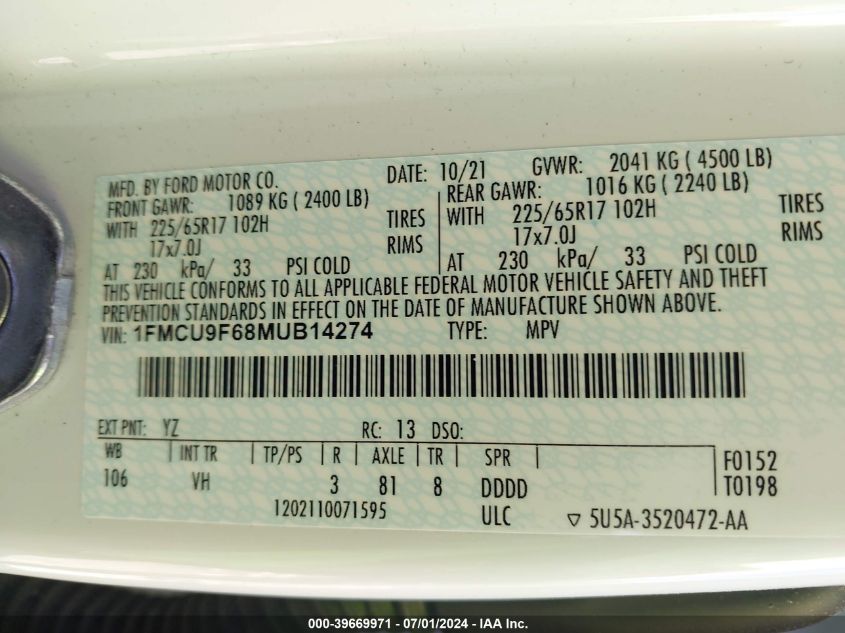 MFD. BY FORD MOTOR CO. DATE: 10/21 GVWR: 2041 KG ( 4500 LB)
FRONT GAWR: 1089 KG ( 2400 LB) REAR GAWR: 1016 KG ( 2240 LB)
WITH 225/65R17 102H TIRES WITH 225/65R17 102H TIRES
17x7.0J RIMS 17x7.0J RIMS
AT 230 kPa/ 33 PSI COLD AT 230 kPa/ 33 PSI COLD
THIS VEHICLE CONFORMS TO ALL APPLICABLE FEDERAL MOTOR VEHICLE SAFETY AND THEFT
PREVENTION STANDARDS IN EFFECT ON THE DATE OF MANUFACTURE SHOWN ABOVE.
VIN: 1FMCU9F68MUB14274 TYPE: MPV
EXT PNT: YZ RC: 13 DSO:
WB INT TR TP/PS R AXLE TR SPR F0152
106 VH 3 81 8 DDDD T0198
1202110071595 ULC ▽ 5U5A-3520472-AA
000-39669971 / 07/01/2024 - IAA Inc.